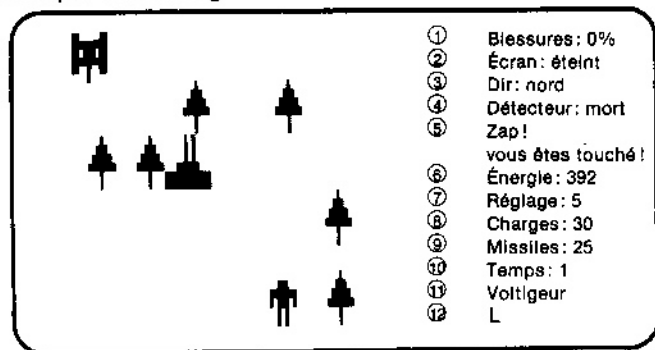 ① Blessures: 0%
② Écran: éteint
③ Dir: nord
④ Détecteur: mort
⑤ Zap!
vous êtes touché!
⑥ Énergie: 392
⑦ Réglage: 5
⑧ Charges: 30
⑨ Missiles: 25
⑩ Temps: 1
⑪ Voltigeur
⑫ L